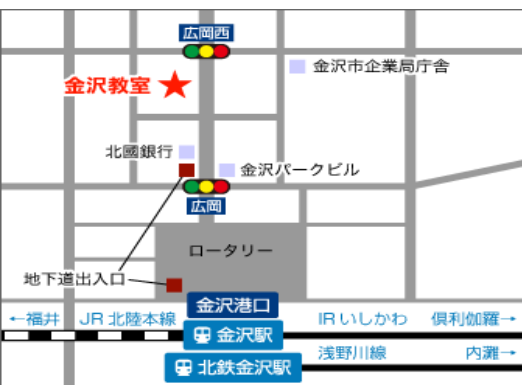 広岡西
金沢市企業局庁舎
金沢教室
北國銀行
金沢パークビル
広岡
ロータリー
地下道出入口
金沢港口
←福井 JR北陸本線
IRいしかわ 倶利伽羅→
金沢駅
浅野川線 内灘→
北鉄金沢駅